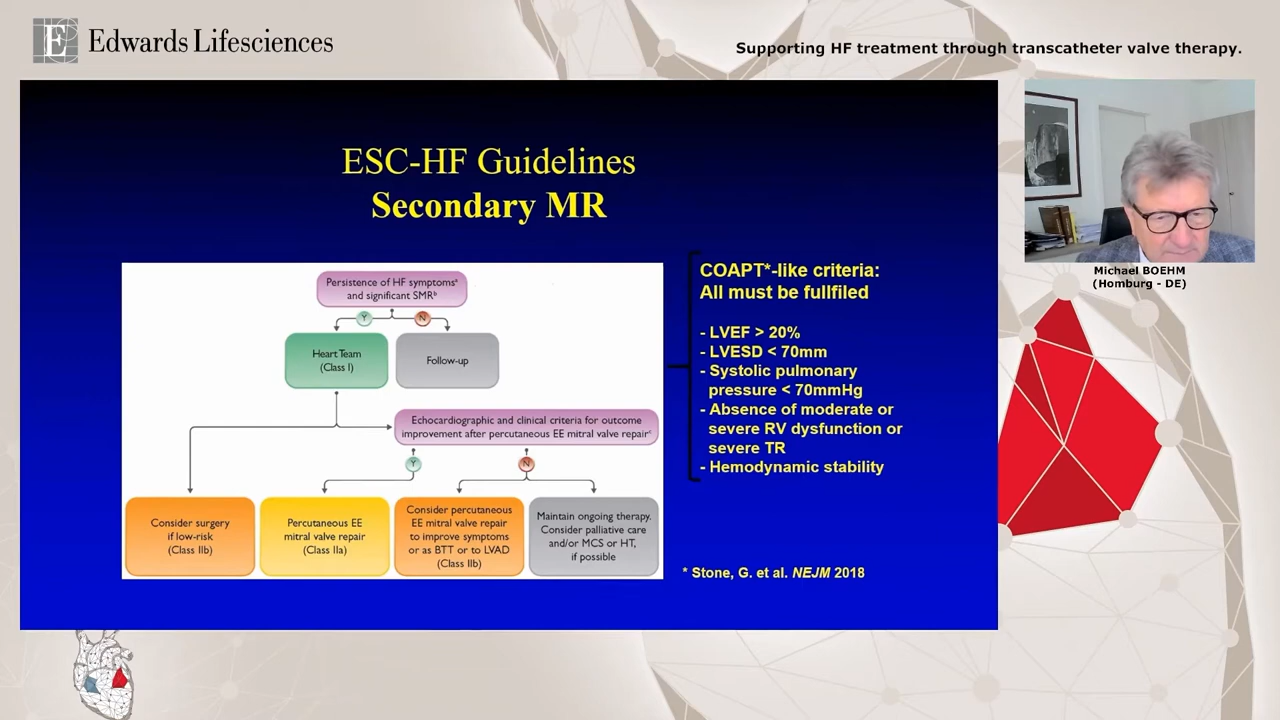 E Edwards Lifesciences
Supporting HF treatment through transcatheter valve therapy.
ESC-HF Guidelines
Secondary MR
Persistence of HF symptomsᵃ
and significant SMRᵇ
Y
N
Heart Team
(Class I)
Follow-up
Echocardiographic and clinical criteria for outcome
improvement after percutaneous EE mitral valve repairᶜ
Y
N
Consider surgery
if low-risk
(Class IIb)
Percutaneous EE
mitral valve repair
(Class IIa)
Consider percutaneous
EE mitral valve repair
to improve symptoms
or as BTT or to LVAD
(Class IIb)
Maintain ongoing therapy.
Consider palliative care
and/or MCS or HT,
if possible
COAPT*-like criteria:
All must be fullfiled
- LVEF > 20%
- LVESD < 70mm
- Systolic pulmonary
pressure < 70mmHg
- Absence of moderate or
severe RV dysfunction or
severe TR
- Hemodynamic stability
* Stone, G. et al. NEJM 2018
Michael BOEHM
(Homburg - DE)